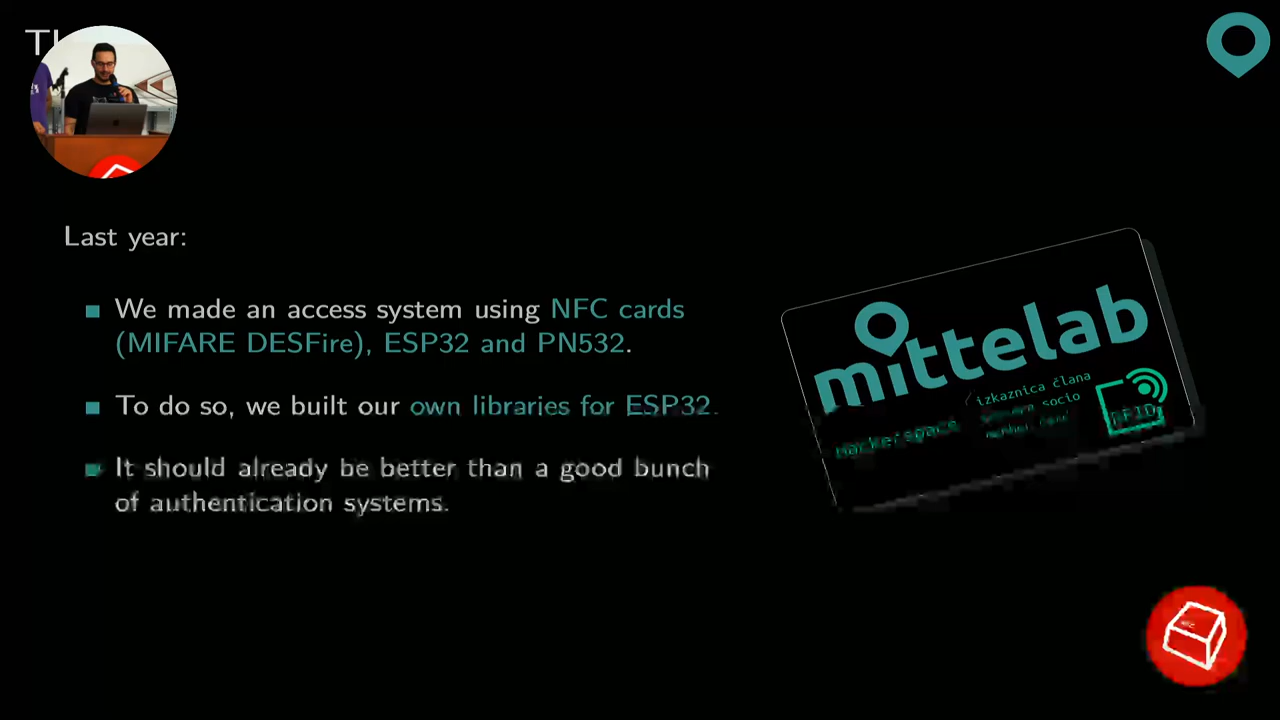 Last year:
We made an access system using NFC cards
(MIFARE DESFire), ESP32 and PN532.
To do so, we built our own libraries for ESP32.
It should already be better than a good bunch
of authentication systems.
mittelab
izkaznica člana
socio
hackerspace
RFID